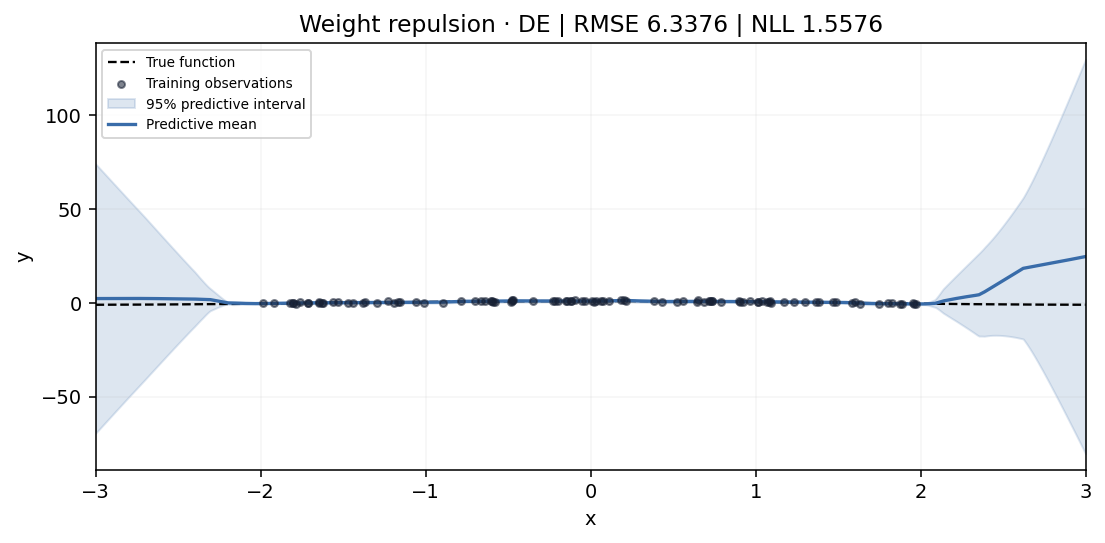 Weight repulsion · DE | RMSE 6.3376 | NLL 1.5576
True function
Training observations
95% predictive interval
Predictive mean
100
50
0
−50
y
−3
−2
−1
0
1
2
3
x